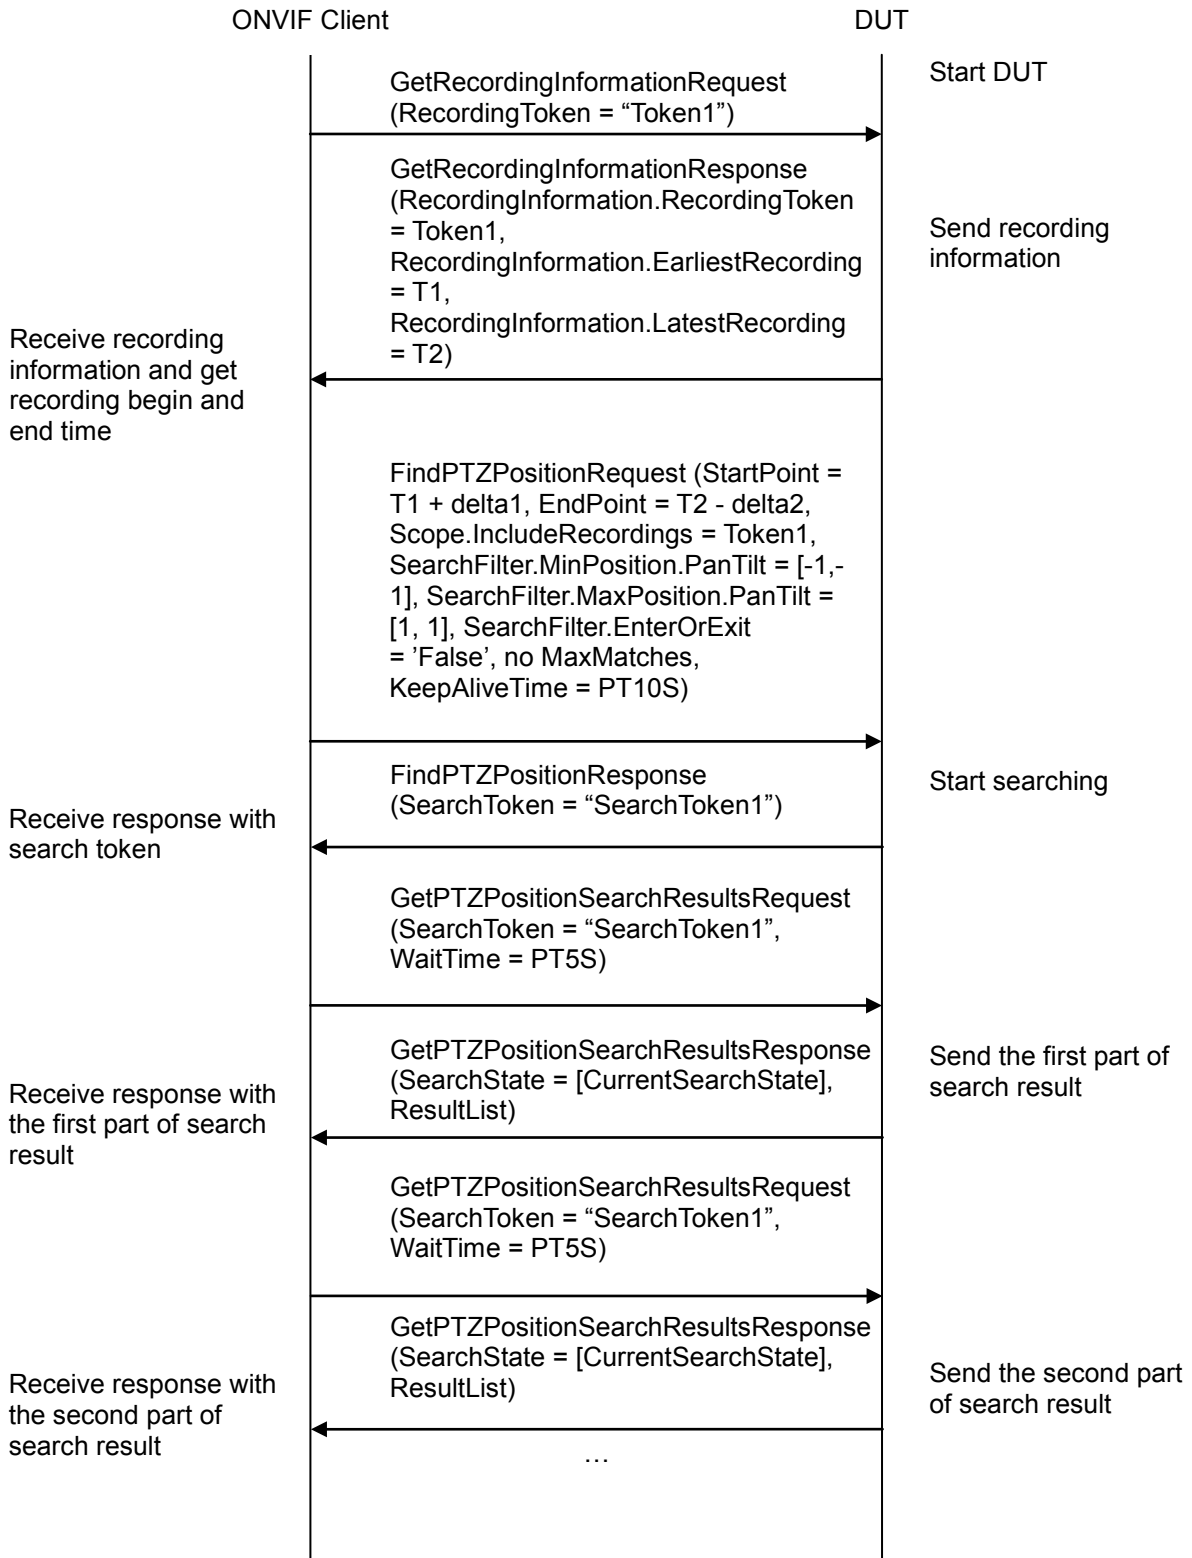 ONVIF Client
DUT
Start DUT
GetRecordingInformationRequest
(RecordingToken = “Token1”)
GetRecordingInformationResponse
(RecordingInformation.RecordingToken
= Token1,
RecordingInformation.EarliestRecording
= T1,
RecordingInformation.LatestRecording
= T2)
Send recording
information
Receive recording
information and get
recording begin and
end time
FindPTZPositionRequest (StartPoint =
T1 + delta1, EndPoint = T2 - delta2,
Scope.IncludeRecordings = Token1,
SearchFilter.MinPosition.PanTilt = [-1,-
1], SearchFilter.MaxPosition.PanTilt =
[1, 1], SearchFilter.EnterOrExit
= ’False’, no MaxMatches,
KeepAliveTime = PT10S)
FindPTZPositionResponse
(SearchToken = “SearchToken1”)
Start searching
Receive response with
search token
GetPTZPositionSearchResultsRequest
(SearchToken = “SearchToken1”,
WaitTime = PT5S)
GetPTZPositionSearchResultsResponse
(SearchState = [CurrentSearchState],
ResultList)
Send the first part of
search result
Receive response with
the first part of search
result
GetPTZPositionSearchResultsRequest
(SearchToken = “SearchToken1”,
WaitTime = PT5S)
GetPTZPositionSearchResultsResponse
(SearchState = [CurrentSearchState],
ResultList)
Send the second part
of search result
Receive response with
the second part of
search result
…